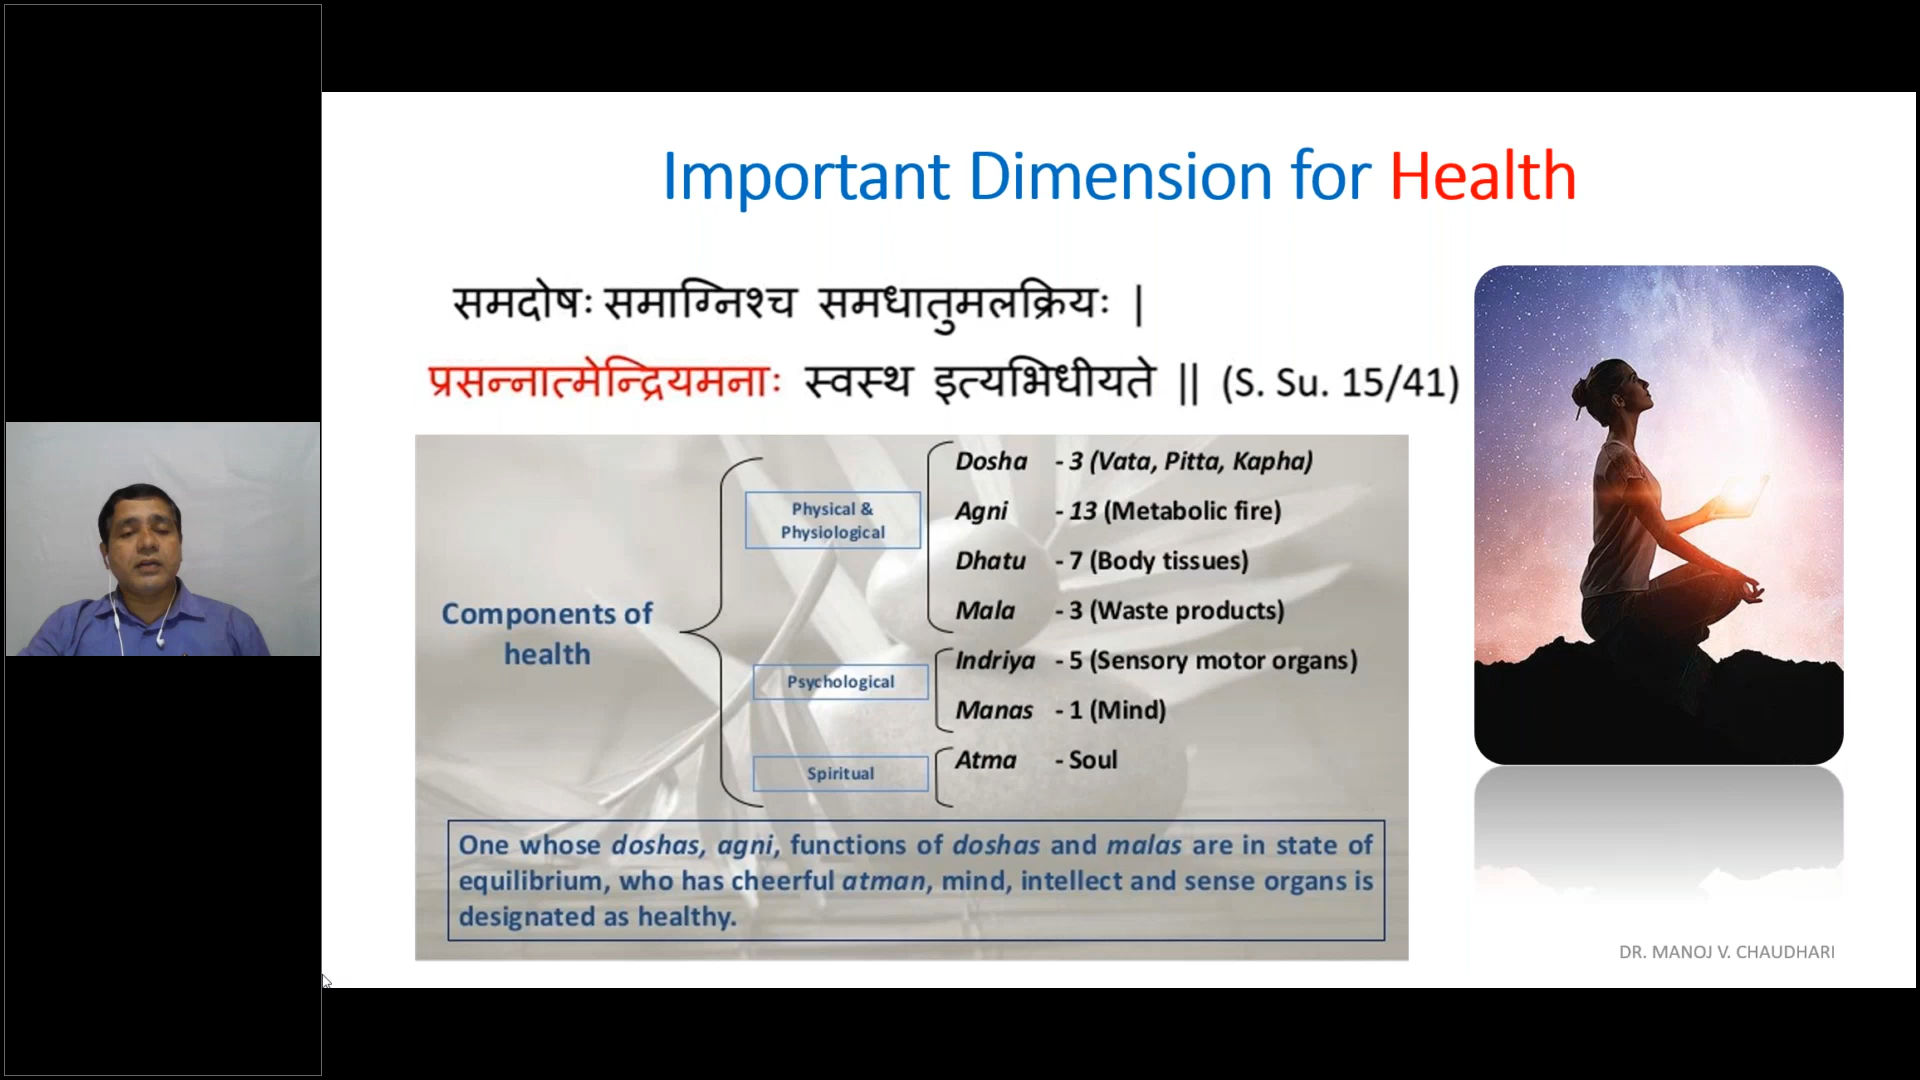 Important Dimension for Health
समदोषः समाग्निश्च समधातुमलक्रियः |
प्रसन्नात्मेन्द्रियमनाः स्वस्थ इत्यभिधीयते || (S. Su. 15/41)
Components of
health
Physical &
Physiological
Dosha - 3 (Vata, Pitta, Kapha)
Agni - 13 (Metabolic fire)
Dhatu - 7 (Body tissues)
Mala - 3 (Waste products)
Psychological
Indriya - 5 (Sensory motor organs)
Manas - 1 (Mind)
Spiritual
Atma - Soul
One whose doshas, agni, functions of doshas and malas are in state of
equilibrium, who has cheerful atman, mind, intellect and sense organs is
designated as healthy.
DR. MANOJ V. CHAUDHARI